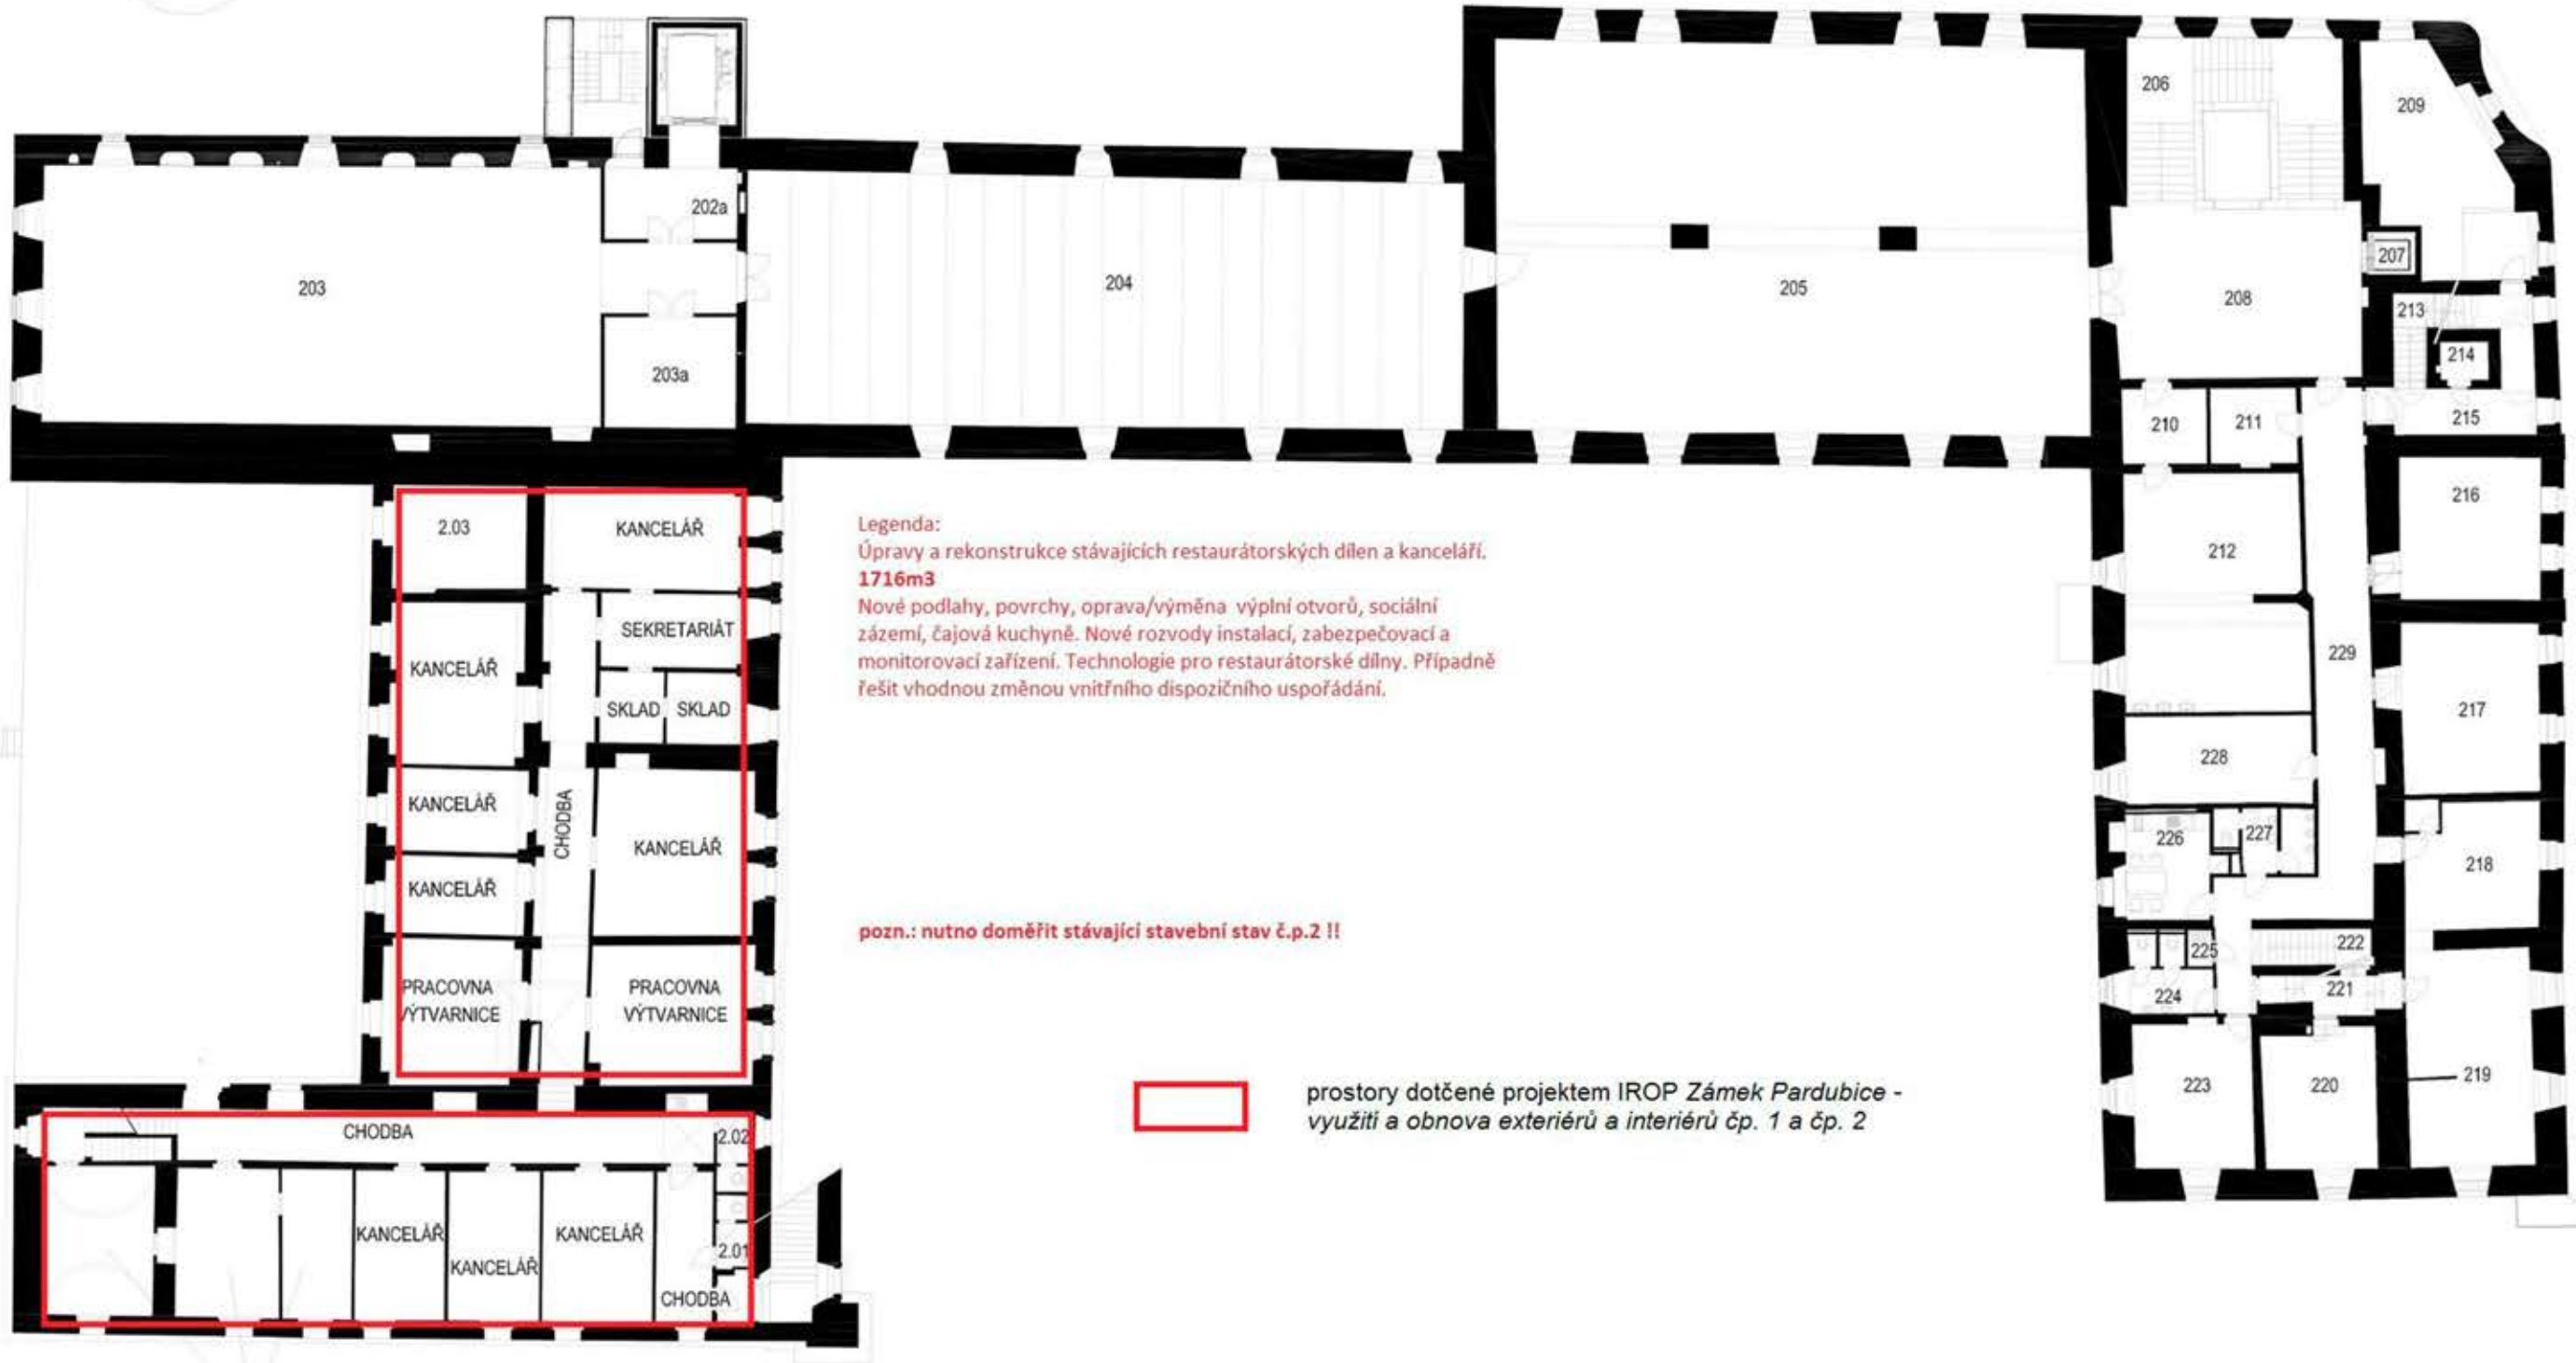 206
209
202a
203
204
205
207
208
213
203a
214
210
211
215
216
2.03
KANCELÁŘ
Legenda:
Úpravy a rekonstrukce stávajících restaurátorských dílen a kanceláří.
1716m3
Nové podlahy, povrchy, oprava/výměna výplní otvorů, sociální
zázemí, čajová kuchyně. Nové rozvody instalací, zabezpečovací a
monitorovací zařízení. Technologie pro restaurátorské dílny. Případně
řešit vhodnou změnou vnitřního dispozičního uspořádání.
212
SEKRETARIÁT
KANCELÁŘ
SKLAD
SKLAD
229
217
228
KANCELÁŘ
CHODBA
KANCELÁŘ
KANCELÁŘ
226
227
218
pozn.: nutno doměřit stávající stavební stav č.p.2 !!
225
222
PRACOVNA
VÝTVARNICE
PRACOVNA
VÝTVARNICE
224
221
223
220
219
prostory dotčené projektem IROP Zámek Pardubice -
využití a obnova exteriérů a interiérů čp. 1 a čp. 2
CHODBA
2.02
KANCELÁŘ
KANCELÁŘ
KANCELÁŘ
2.01
CHODBA